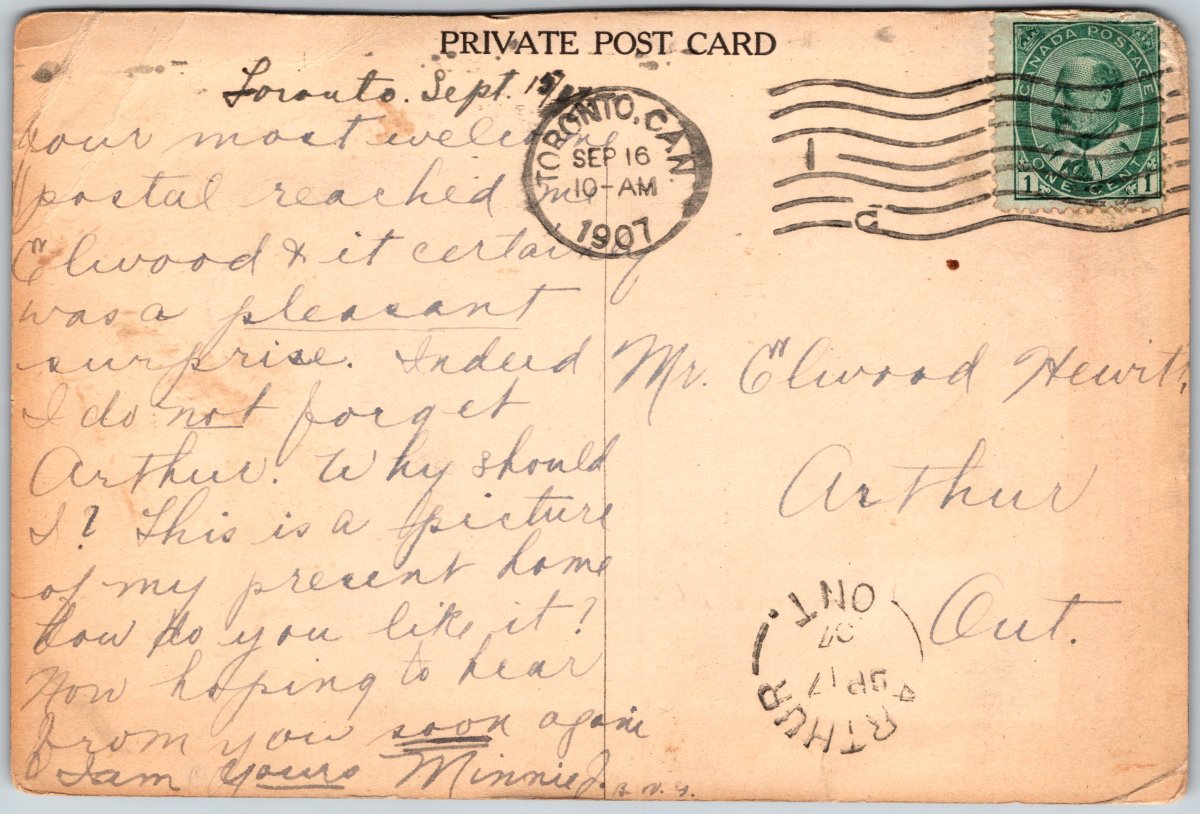 PRIVATE POST CARD
Toronto. Sept. 15/07
Your most welcome
postal reached me
Elwood & it certainly
was a pleasant
surprise. Indeed
I do not forget
Arthur. Why should
I? This is a picture
of my present home
how do you like it?
Now hoping to hear
from you soon again
I am yours Minnie J.
TORONTO, CAN.
SEP 16
10-AM
1907
1
C
CANADA POSTAGE
1 ONE CENT 1
Mr. Elwood Hewitt,
Arthur
Ont.
ARTHUR
SP 17
07
ONT.